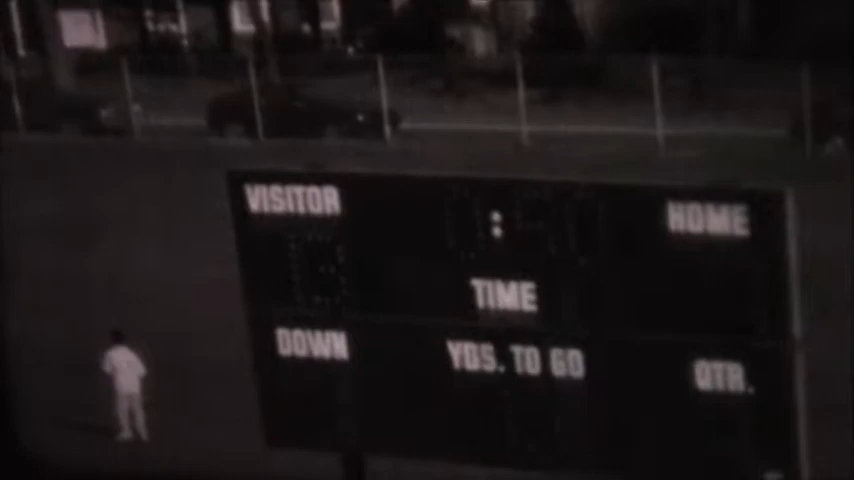 VISITOR : HOME
TIME
DOWN YDS. TO GO QTR.